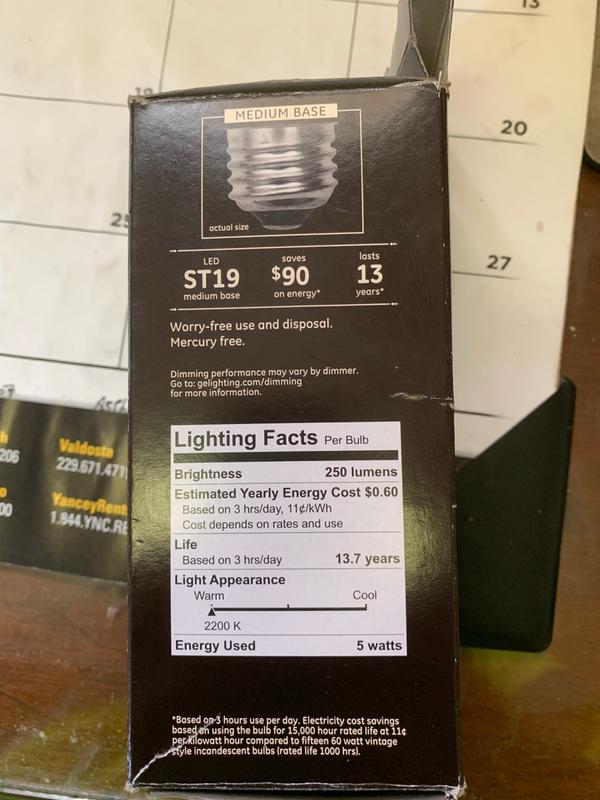 13
19
20
25
27
MEDIUM BASE
actual size
LED
ST19
medium base
saves
$90
on energy*
lasts
13
years*
Worry-free use and disposal.
Mercury free.
Dimming performance may vary by dimmer.
Go to: gelighting.com/dimming
for more information.
Lighting Facts Per Bulb
Brightness 250 lumens
Estimated Yearly Energy Cost $0.60
Based on 3 hrs/day, 11¢/kWh
Cost depends on rates and use
Life
Based on 3 hrs/day 13.7 years
Light Appearance
Warm Cool
2200 K
Energy Used 5 watts
*Based on 3 hours use per day. Electricity cost savings
based on using the bulb for 15,000 hour rated life at 11¢
per kilowatt hour compared to fifteen 60 watt vintage
style incandescent bulbs (rated life 1000 hrs).
206
Valdosta
229.671.471
00
YanceyRent
1.844.YNC.RE